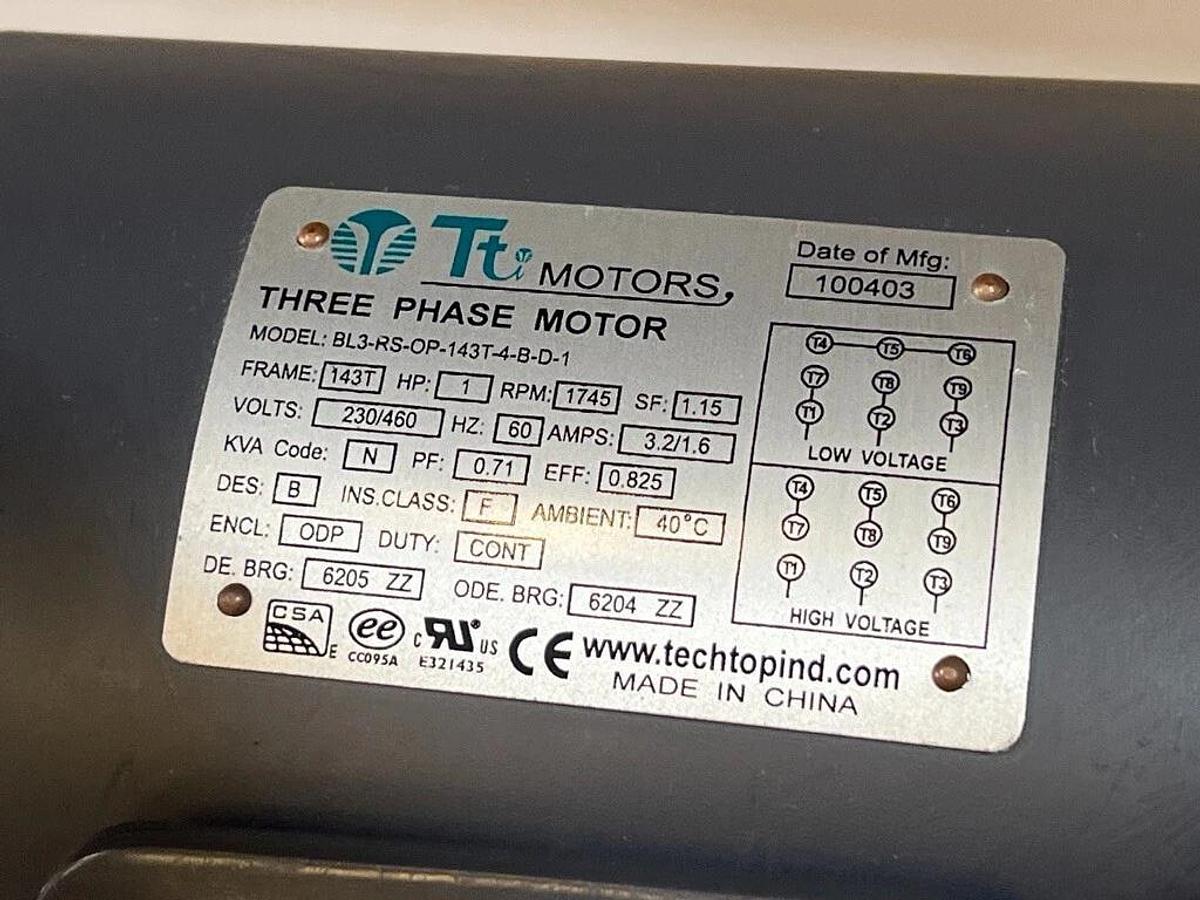 Tti MOTORS,
Date of Mfg:
100403
THREE PHASE MOTOR
MODEL: BL3-RS-OP-143T-4-B-D-1
FRAME: 143T HP: 1 RPM: 1745 SF: 1.15
VOLTS: 230/460 HZ: 60 AMPS: 3.2/1.6
KVA Code: N PF: 0.71 EFF: 0.825
DES: B INS.CLASS: F AMBIENT: 40°C
ENCL: ODP DUTY: CONT
DE. BRG: 6205 ZZ ODE. BRG: 6204 ZZ
T4 T5 T6
T7 T8 T9
T1 T2 T3
LOW VOLTAGE
T4 T5 T6
T7 T8 T9
T1 T2 T3
HIGH VOLTAGE
CSA E
ee
CC095A
c RU® US
E321435
CE
www.techtopind.com
MADE IN CHINA